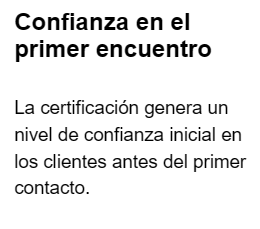 Confianza en el
primer encuentro
La certificación genera un
nivel de confianza inicial en
los clientes antes del primer
contacto.